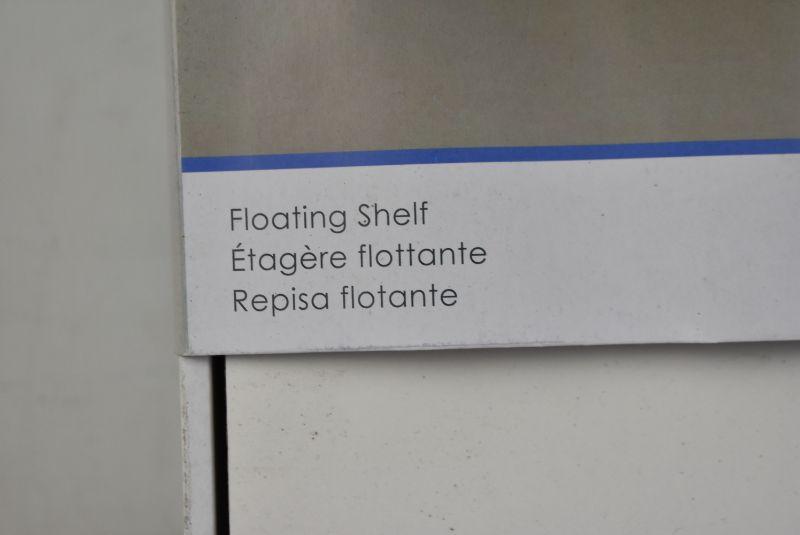 Floating Shelf
Étagère flottante
Repisa flotante